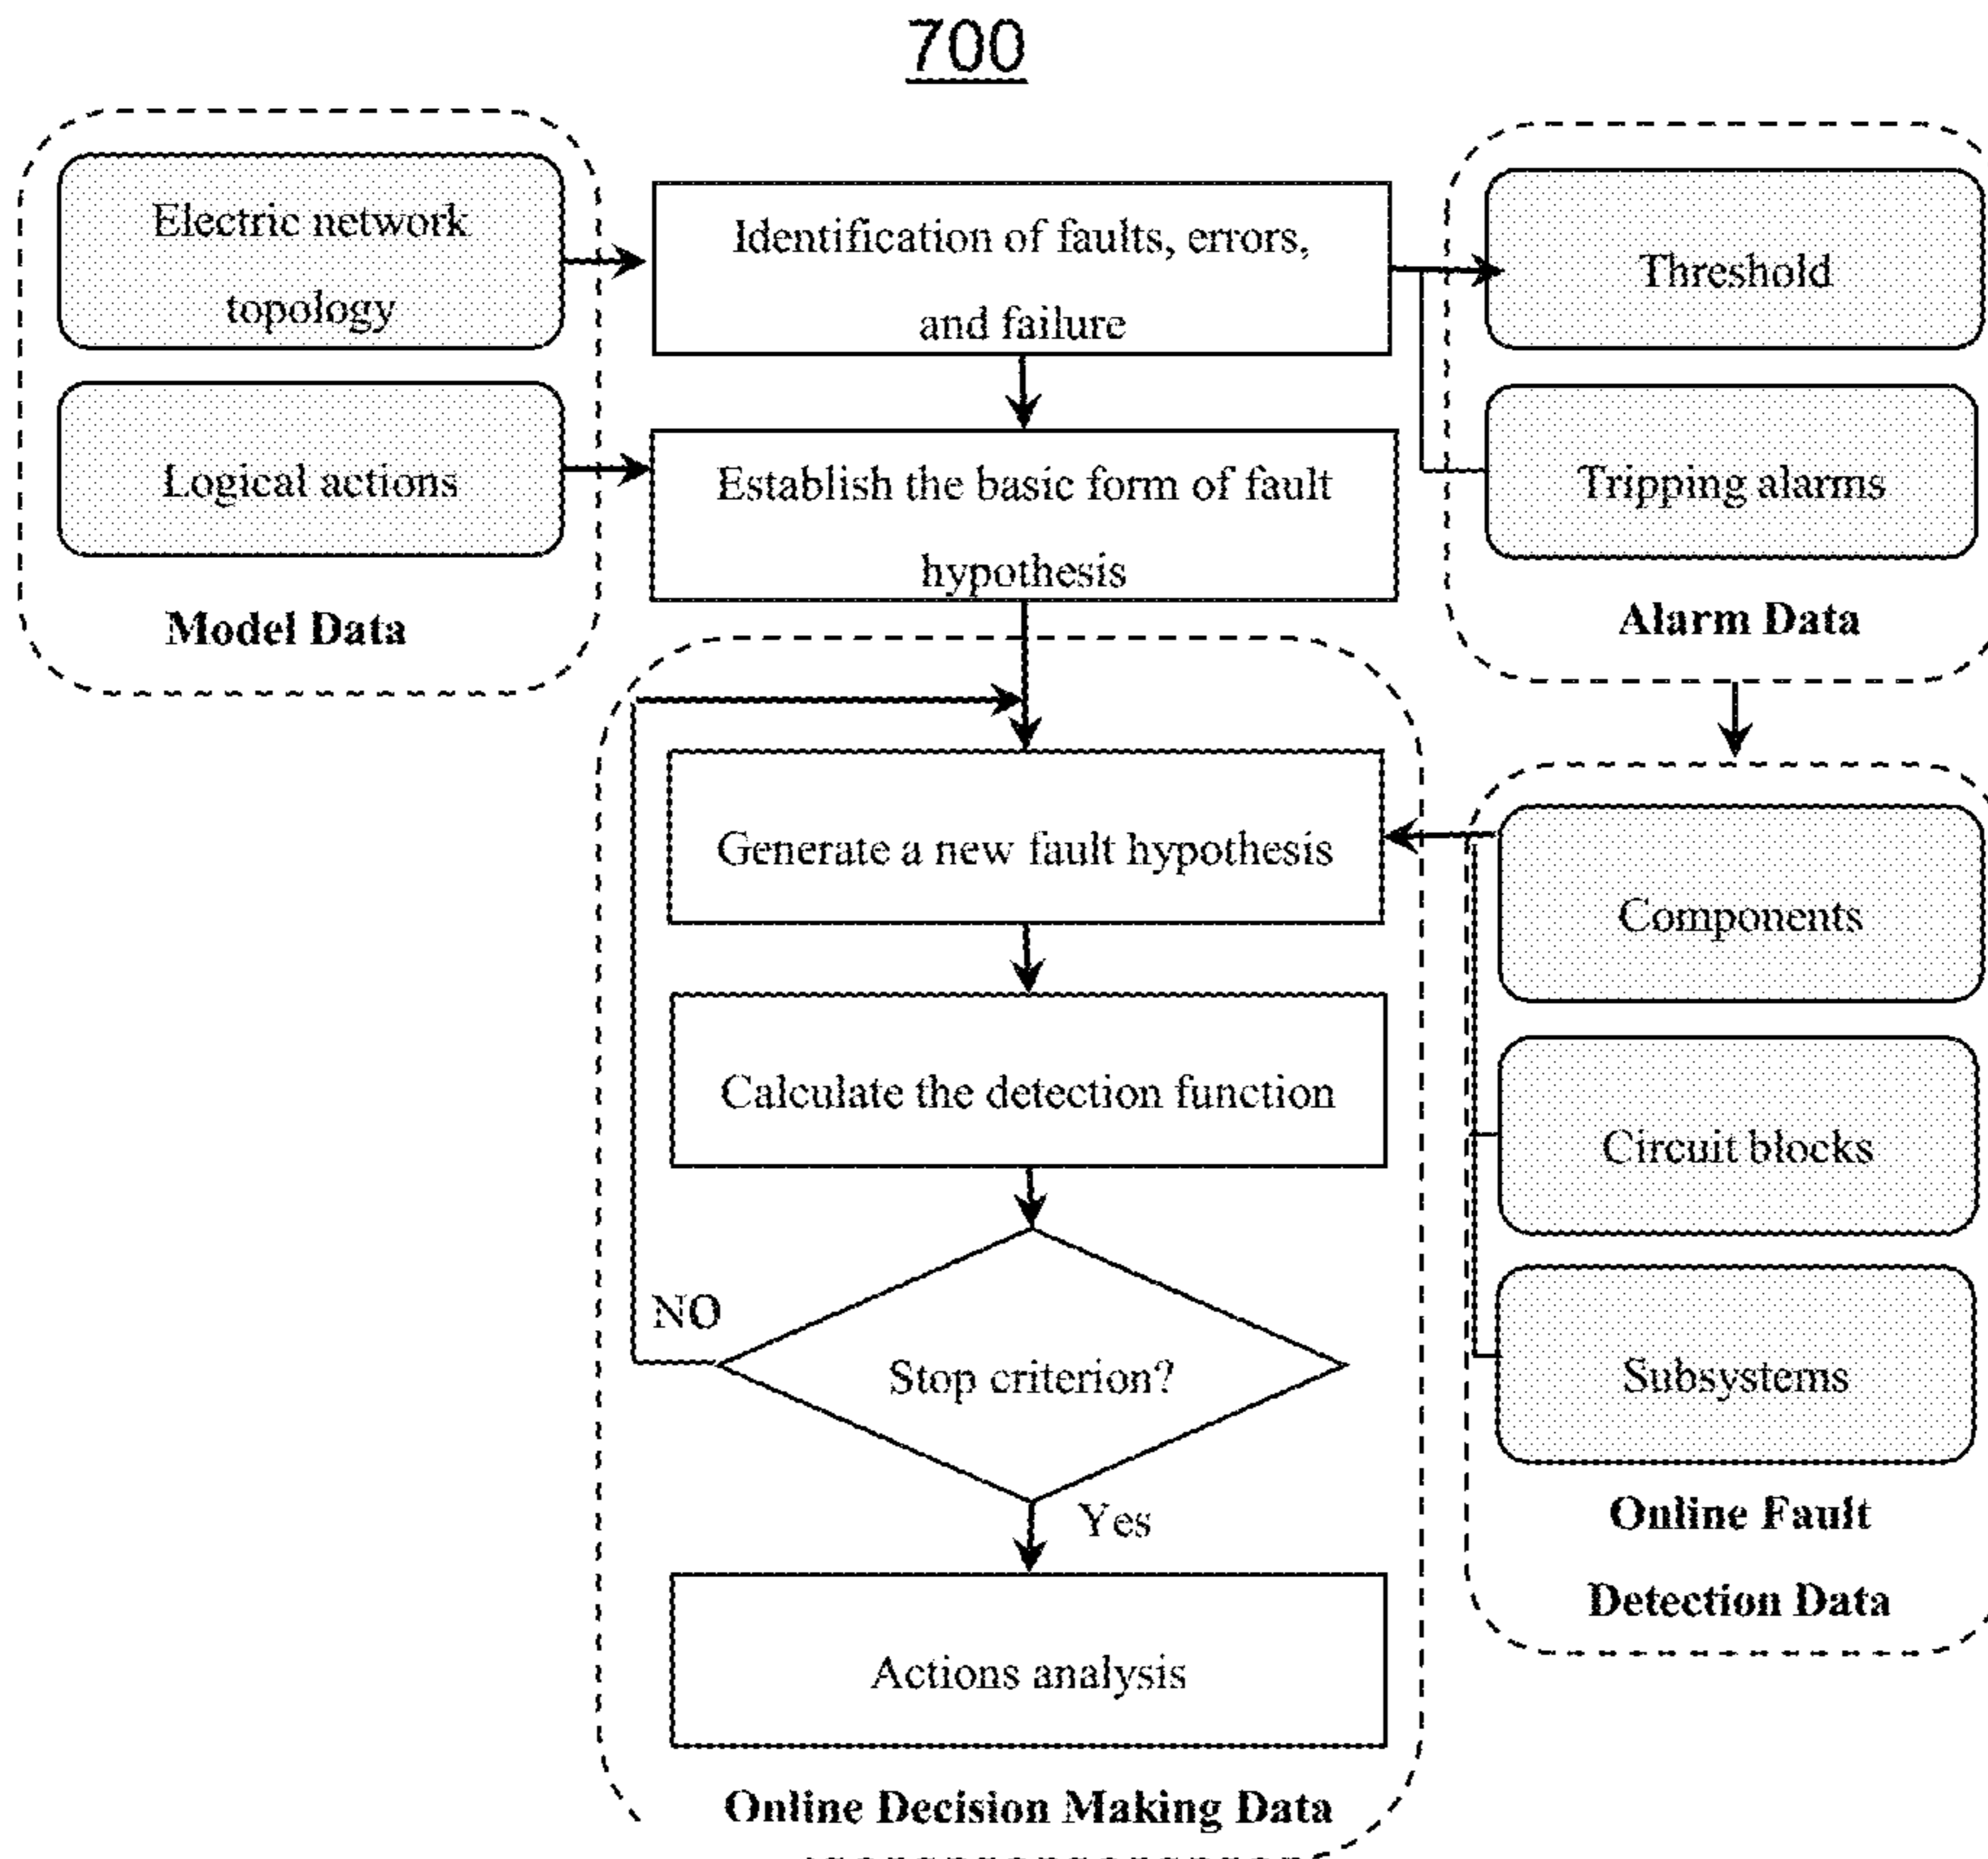 700
Electric network
topology
Logical actions
Model Data
Identification of faults, errors,
and failure
Establish the basic form of fault
hypothesis
Threshold
Tripping alarms
Alarm Data
Generate a new fault hypothesis
Calculate the detection function
NO
Stop criterion?
Yes
Actions analysis
Online Decision Making Data
Components
Circuit blocks
Subsystems
Online Fault
Detection Data